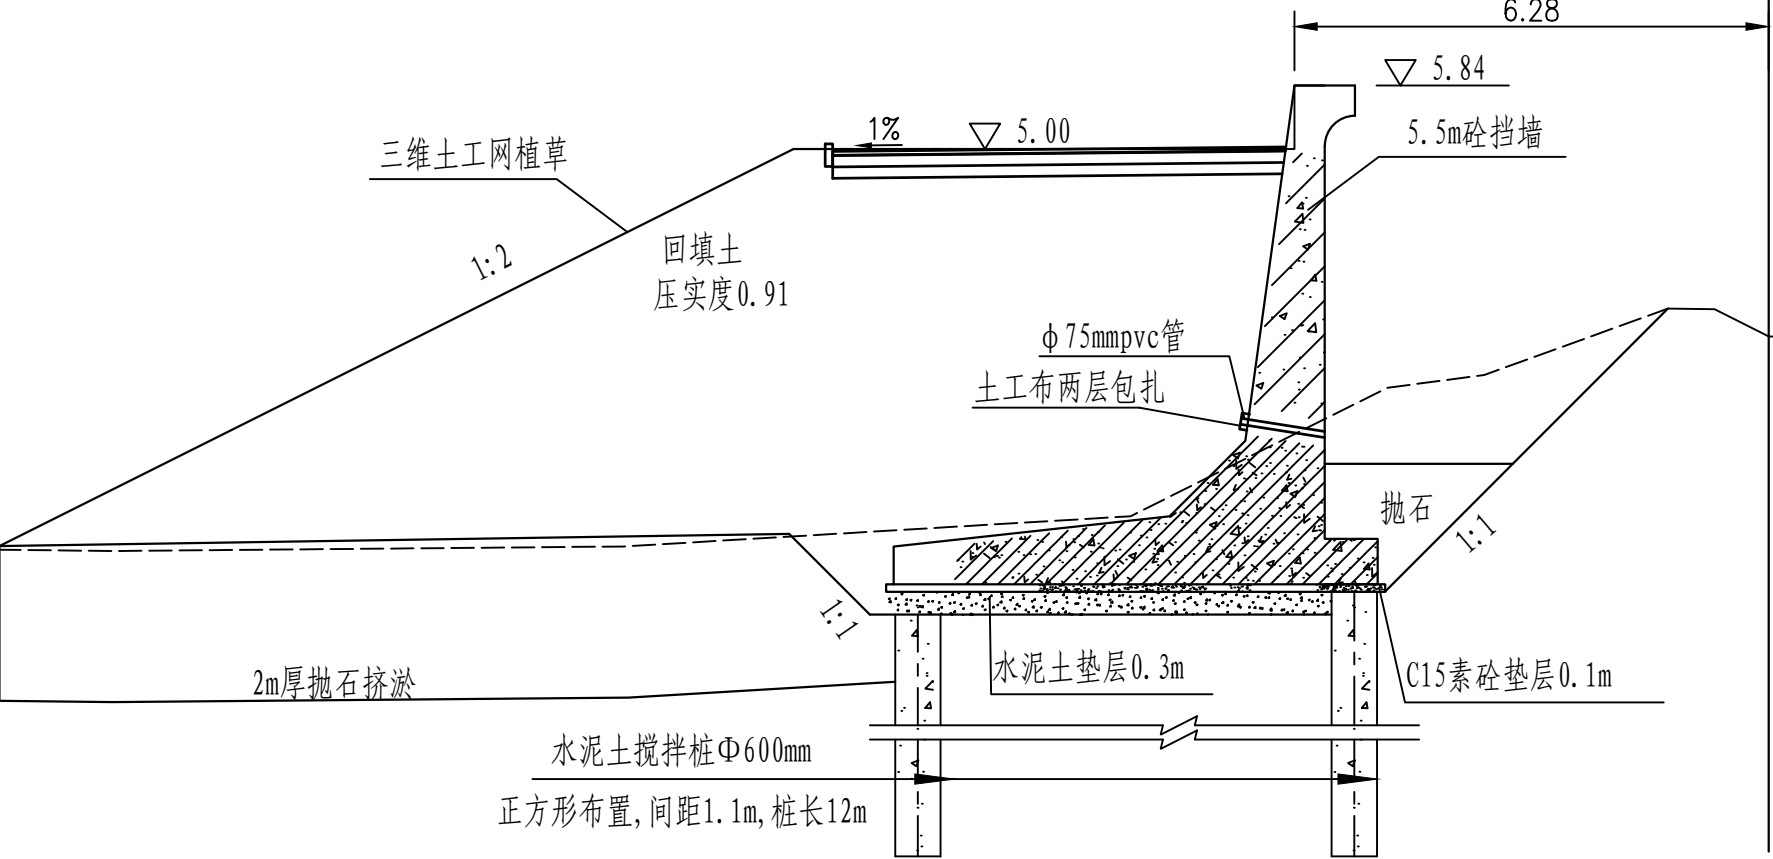 6.28
5.84
1%
5.00
5.5m砼挡墙
三维土工网植草
1:2
回填土
压实度0.91
ф75mmpvc管
土工布两层包扎
抛石
1:1
1:1
2m厚抛石挤淤
水泥土垫层0.3m
C15素砼垫层0.1m
水泥土搅拌桩Φ600mm
正方形布置,间距1.1m,桩长12m